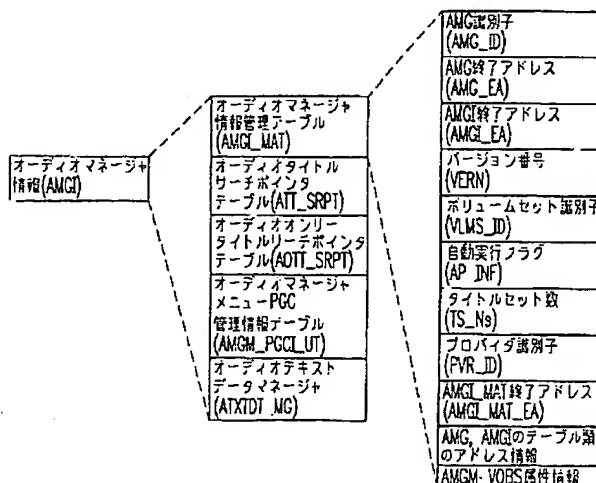 オーディオマネージャ
情報(AMGI)
オーディオマネージャ
情報管理テーブル
(AMGI_MAT)
オーディオタイトル
サーチポインタ
テーブル(ATT_SRPT)
オーディオオンリー
タイトルサーチポインタ
テーブル(AOTT_SRPT)
オーディオマネージャ
メニューPGC
管理情報テーブル
(AMGM_PGCI_UT)
オーディオテキスト
データマネージャ
(ATXTDT_MG)
AMG識別子
(AMG_ID)
AMG終了アドレス
(AMG_EA)
AMGI終了アドレス
(AMGI_EA)
バージョン番号
(VERN)
ボリュームセット識別子
(VLMS_ID)
自動実行フラグ
(AP_INF)
タイトルセット数
(TS_Ns)
プロバイダ識別子
(PVR_ID)
AMGI_MAT終了アドレス
(AMGI_MAT_EA)
AMG, AMGIのテーブル類
のアドレス情報
AMGM-VOBS属性情報